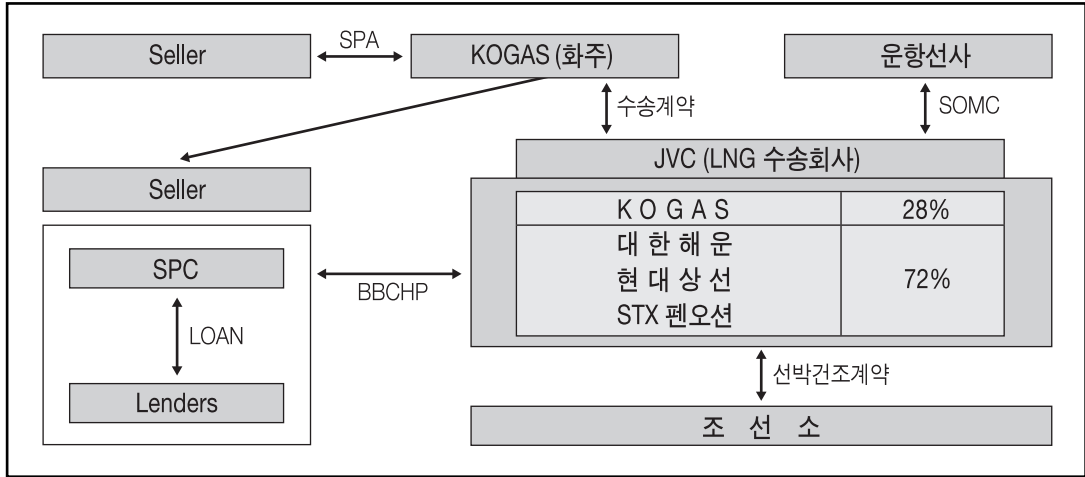 Seller
SPA
KOGAS (화주)
운항선사
수송계약
SOMC
JVC (LNG 수송회사)
Seller
K O G A S 28%
대 한 해 운
현 대 상 선 72%
STX 펜오션
SPC
BBCHP
LOAN
Lenders
선박건조계약
조 선 소